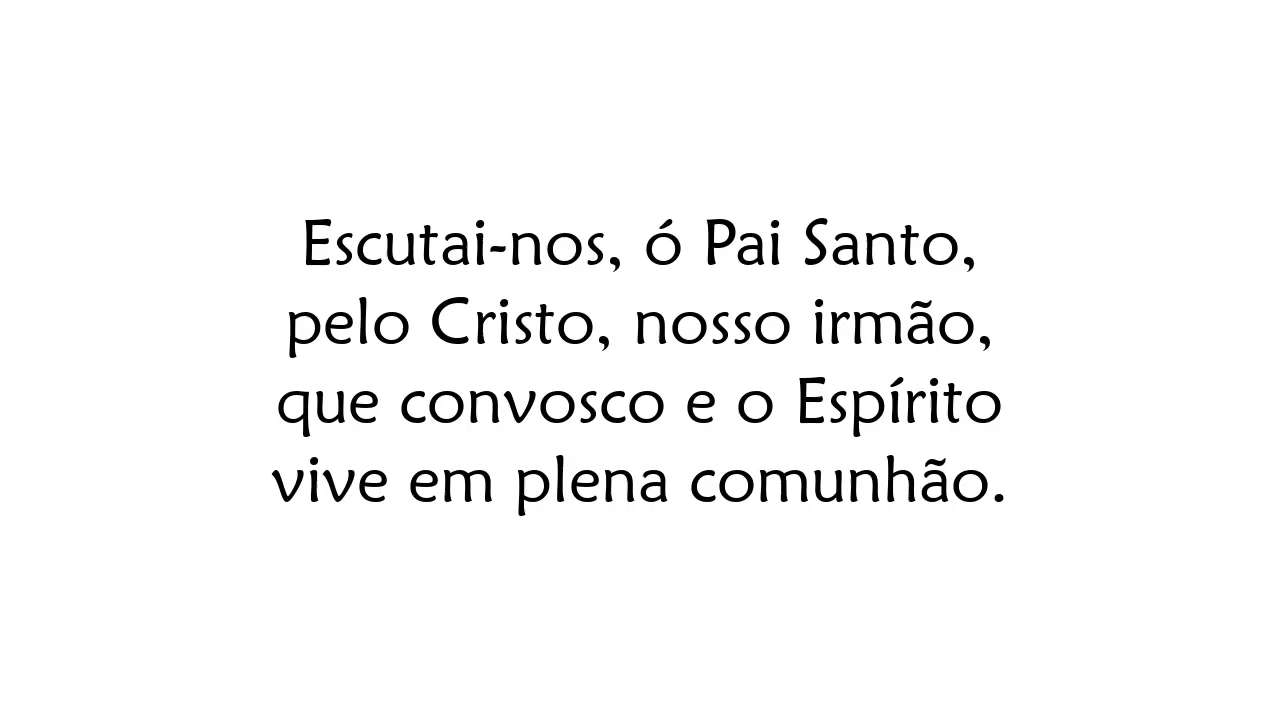 Escutai-nos, ó Pai Santo,
pelo Cristo, nosso irmão,
que convosco e o Espírito
vive em plena comunhão.